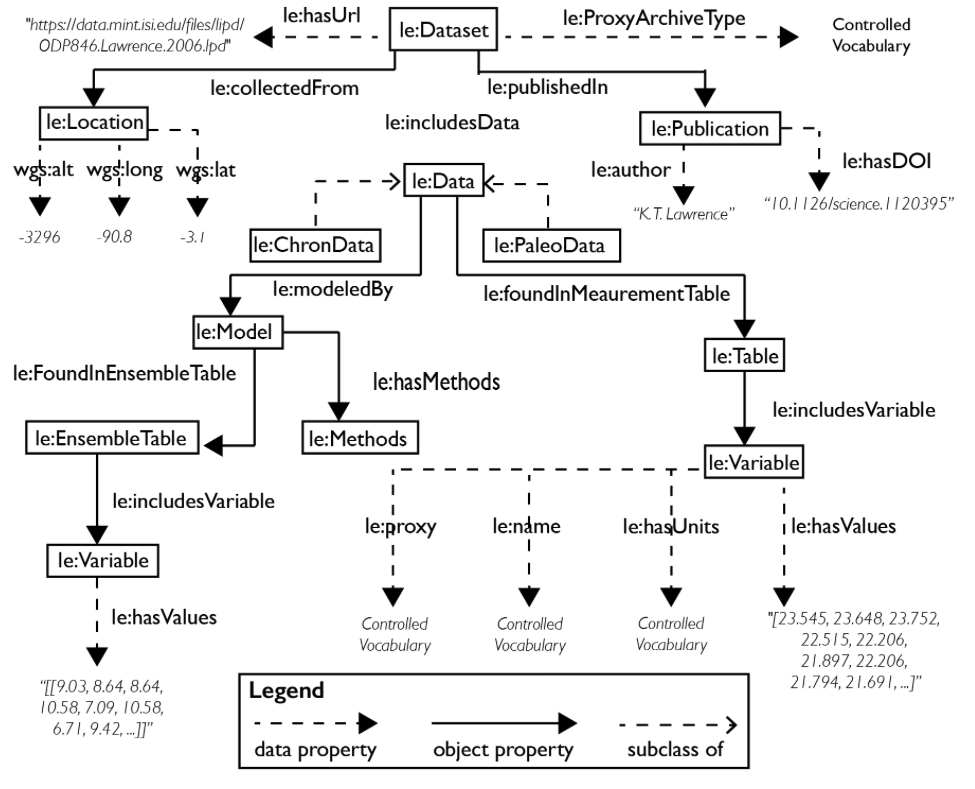 le:hasUrl
le:ProxyArchiveType
"https://data.mint.isi.edu/files/lipd/
ODP846.Lawrence.2006.lpd"
le:Dataset
Controlled
Vocabulary
le:collectedFrom
le:publishedIn
le:Location
le:includesData
le:Publication
wgs:alt
wgs:long
wgs:lat
le:author
le:hasDOI
le:Data
-3296
-90.8
-3.1
"K.T. Lawrence"
"10.1126/science.1120395"
le:ChronData
le:PaleoData
le:modeledBy
le:foundInMeaurementTable
le:Model
le:Table
le:FoundInEnsembleTable
le:hasMethods
le:includesVariable
le:EnsembleTable
le:Methods
le:Variable
le:includesVariable
le:proxy
le:name
le:hasUnits
le:hasValues
le:Variable
le:hasValues
Controlled
Vocabulary
Controlled
Vocabulary
Controlled
Vocabulary
"[23.545, 23.648, 23.752,
22.515, 22.206,
21.897, 22.206,
21.794, 21.691, ...]"
"[[9.03, 8.64, 8.64,
10.58, 7.09, 10.58,
6.71, 9.42, ...]]"
Legend
data property
object property
subclass of